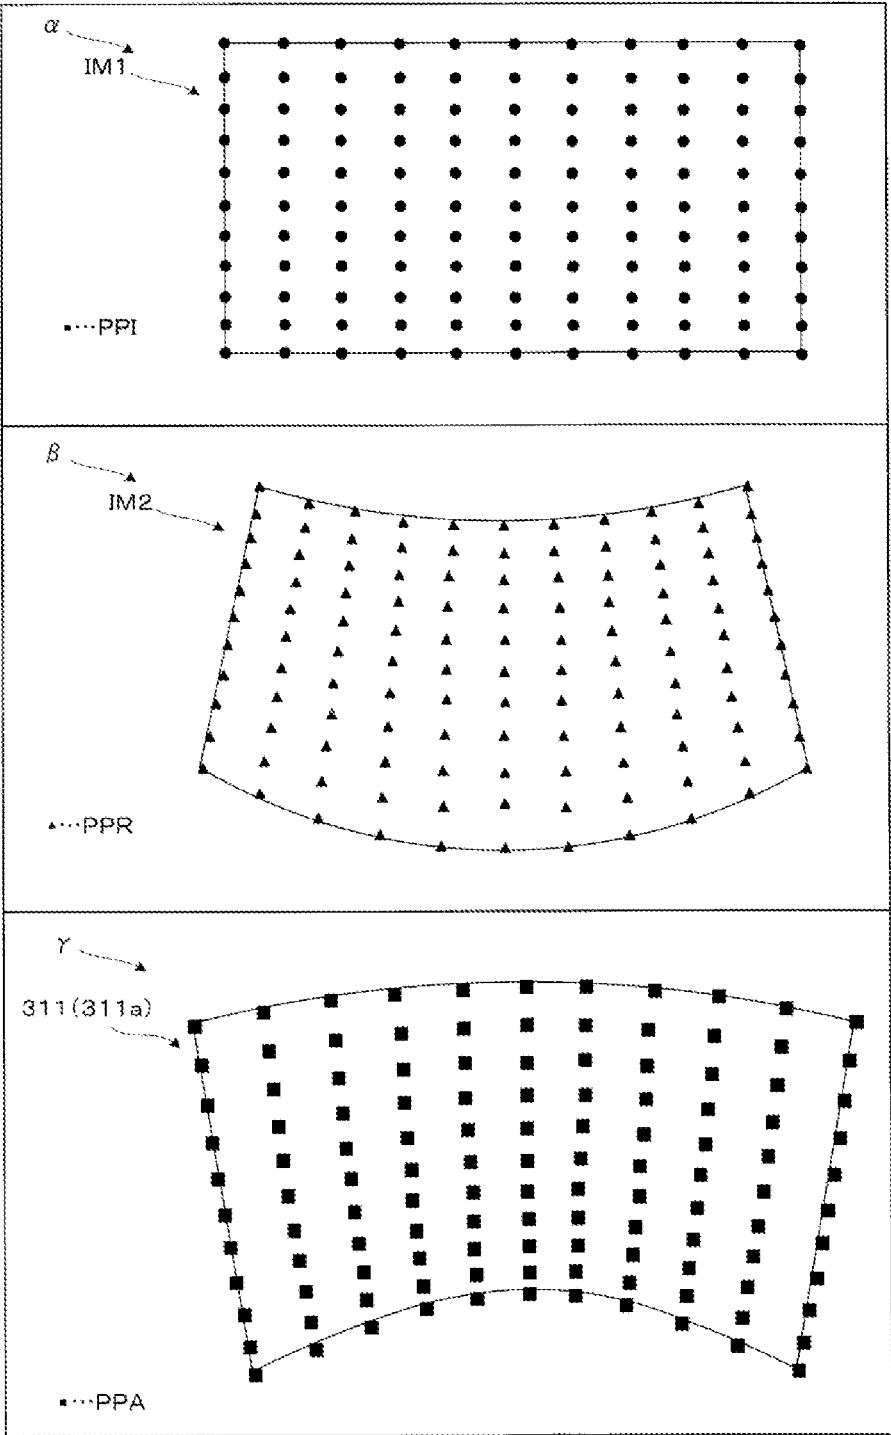 α
IM1
■…PPI
β
IM2
▲…PPR
γ
311(311a)
■…PPA